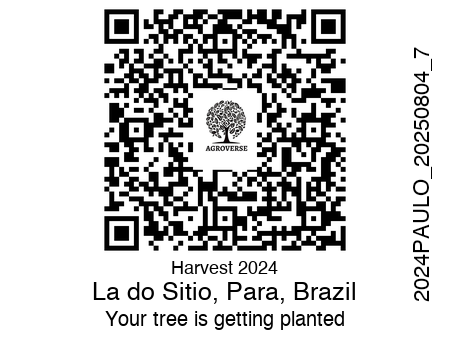 AGROVERSE
Harvest 2024
La do Sitio, Para, Brazil
Your tree is getting planted
2024PAULO_20250804_7